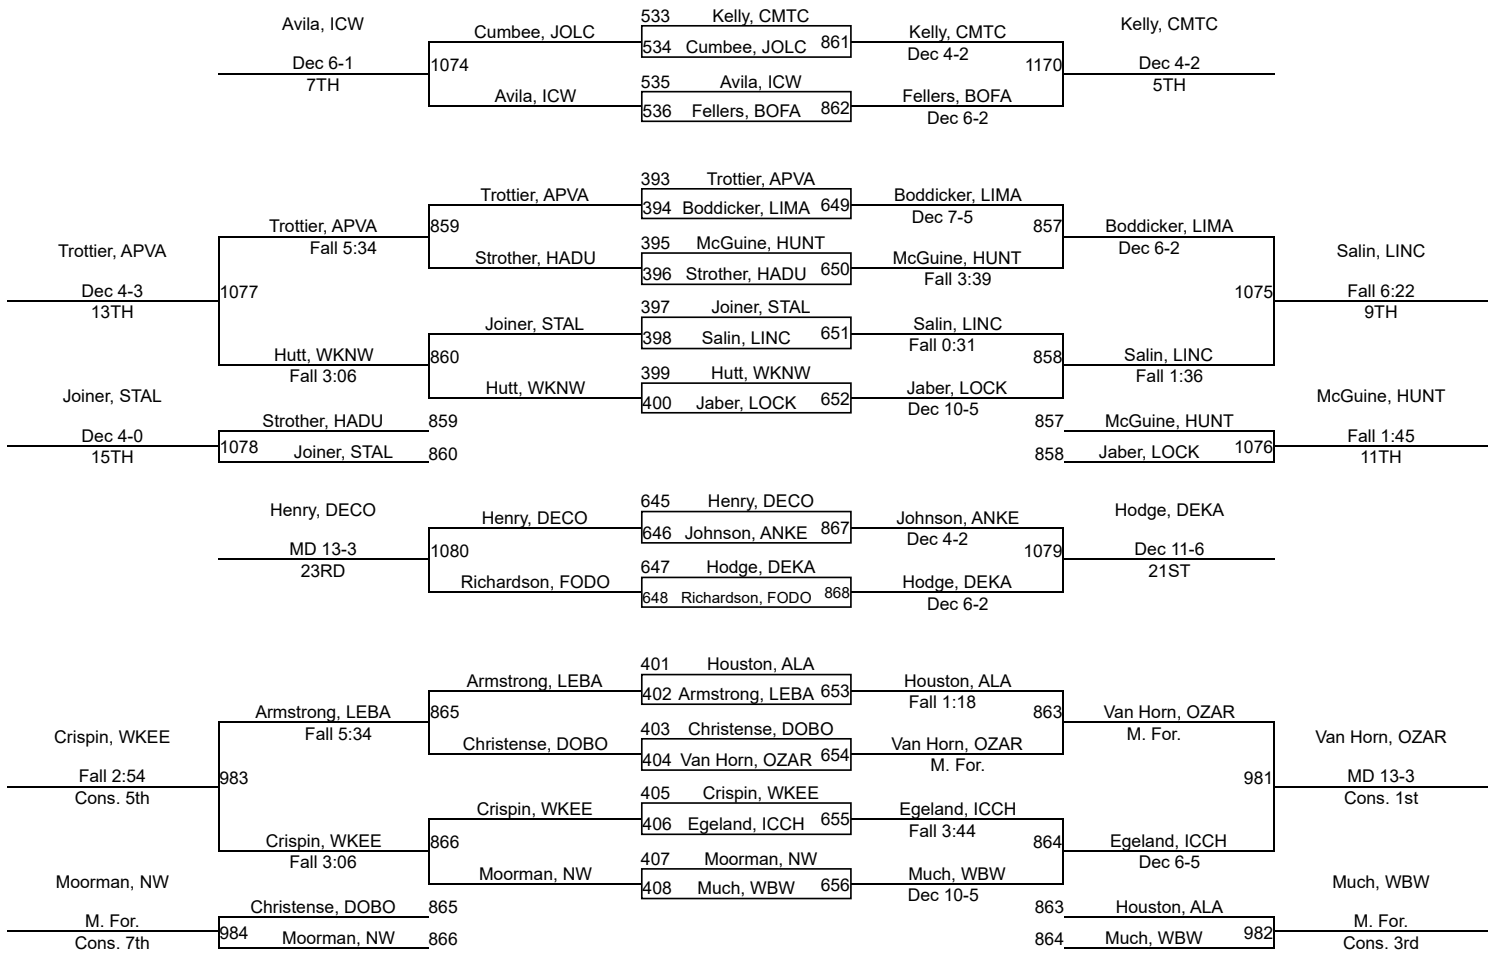 Avila, ICW
Dec 6-1
7TH
1074
Cumbee, JOLC
Avila, ICW
533 Kelly, CMTC
534 Cumbee, JOLC 861
535 Avila, ICW
536 Fellers, BOFA 862
Kelly, CMTC
Dec 4-2
Fellers, BOFA
Dec 6-2
1170
Kelly, CMTC
Dec 4-2
5TH
Trottier, APVA
Dec 4-3
13TH
1077
Trottier, APVA
Fall 5:34
Hutt, WKNW
Fall 3:06
859
860
Trottier, APVA
Strother, HADU
Joiner, STAL
Hutt, WKNW
393 Trottier, APVA
394 Boddicker, LIMA 649
395 McGuine, HUNT
396 Strother, HADU 650
397 Joiner, STAL
398 Salin, LINC 651
399 Hutt, WKNW
400 Jaber, LOCK 652
Boddicker, LIMA
Dec 7-5
McGuine, HUNT
Fall 3:39
Salin, LINC
Fall 0:31
Jaber, LOCK
Dec 10-5
857
858
Boddicker, LIMA
Dec 6-2
Salin, LINC
Fall 1:36
1075
Salin, LINC
Fall 6:22
9TH
Joiner, STAL
Dec 4-0
15TH
1078
Strother, HADU 859
Joiner, STAL 860
857 McGuine, HUNT
858 Jaber, LOCK 1076
McGuine, HUNT
Fall 1:45
11TH
Henry, DECO
MD 13-3
23RD
1080
Henry, DECO
Richardson, FODO
645 Henry, DECO
646 Johnson, ANKE 867
647 Hodge, DEKA
648 Richardson, FODO 868
Johnson, ANKE
Dec 4-2
Hodge, DEKA
Dec 6-2
1079
Hodge, DEKA
Dec 11-6
21ST
Crispin, WKEE
Fall 2:54
Cons. 5th
983
Armstrong, LEBA
Fall 5:34
Crispin, WKEE
Fall 3:06
865
866
Armstrong, LEBA
Christense, DOBO
Crispin, WKEE
Moorman, NW
401 Houston, ALA
402 Armstrong, LEBA 653
403 Christense, DOBO
404 Van Horn, OZAR 654
405 Crispin, WKEE
406 Egeland, ICCH 655
407 Moorman, NW
408 Much, WBW 656
Houston, ALA
Fall 1:18
Van Horn, OZAR
M. For.
Egeland, ICCH
Fall 3:44
Much, WBW
Dec 10-5
863
864
Van Horn, OZAR
M. For.
Egeland, ICCH
Dec 6-5
981
Van Horn, OZAR
MD 13-3
Cons. 1st
Moorman, NW
M. For.
Cons. 7th
984
Christense, DOBO 865
Moorman, NW 866
863 Houston, ALA
864 Much, WBW 982
Much, WBW
M. For.
Cons. 3rd